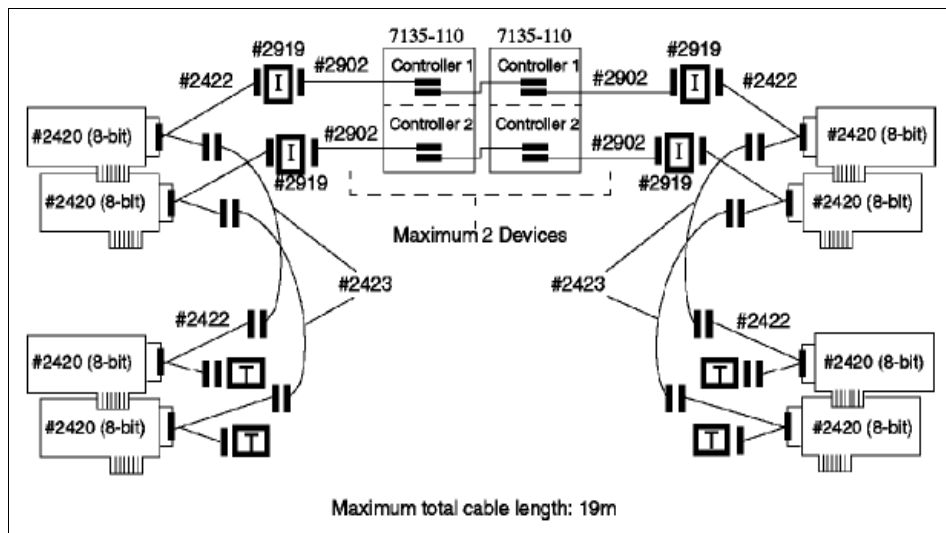 7135-110 7135-110
#2919 #2919
#2422 #2902 Controller 1 Controller 1 #2902 #2422
I I
#2420 (8-bit) #2902 Controller 2 Controller 2 #2902 #2420 (8-bit)
I I
#2420 (8-bit) #2919 #2919 #2420 (8-bit)
Maximum 2 Devices
#2423 #2423
#2422 #2422
#2420 (8-bit) T T #2420 (8-bit)
#2420 (8-bit) T T #2420 (8-bit)
Maximum total cable length: 19m